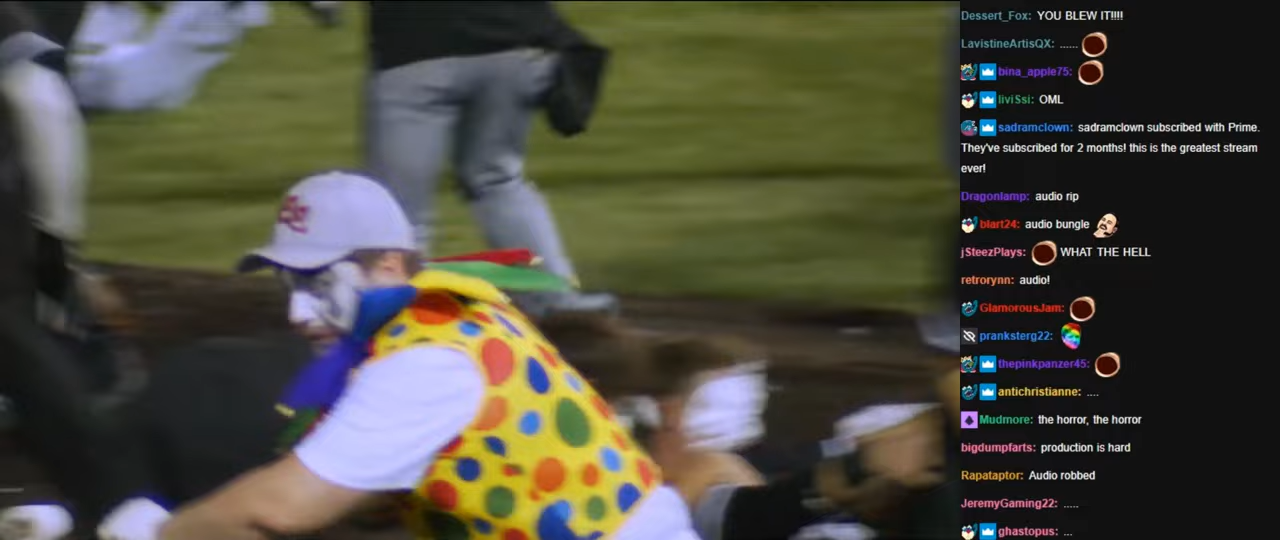 Dessert_Fox: YOU BLEW IT!!!!
LavistineArtisQX: ......
bina_apple75:
liviSsi: OML
sadramclown: sadramclown subscribed with Prime.
They've subscribed for 2 months! this is the greatest stream
ever!
Dragonlamp: audio rip
blart24: audio bungle
jSteezPlays: WHAT THE HELL
retrorynn: audio!
GlamorousJam:
pranksterg22:
thepinkpanzer45:
antichristianne: ....
Mudmore: the horror, the horror
bigdumpfarts: production is hard
Rapataptor: Audio robbed
JeremyGaming22: .....
ghastopus: ...